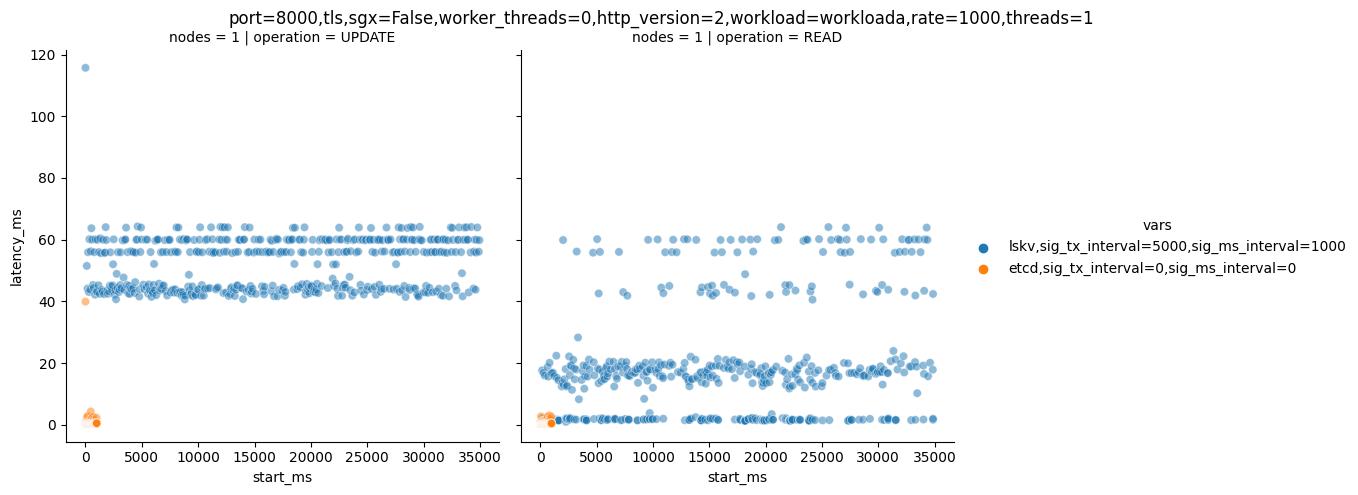 port=8000,tls,sgx=False,worker_threads=0,http_version=2,workload=workloada,rate=1000,threads=1
nodes = 1 | operation = UPDATE
nodes = 1 | operation = READ
120
100
80
60
40
20
0
latency_ms
0 5000 10000 15000 20000 25000 30000 35000
start_ms
0 5000 10000 15000 20000 25000 30000 35000
start_ms
vars
lskv,sig_tx_interval=5000,sig_ms_interval=1000
etcd,sig_tx_interval=0,sig_ms_interval=0